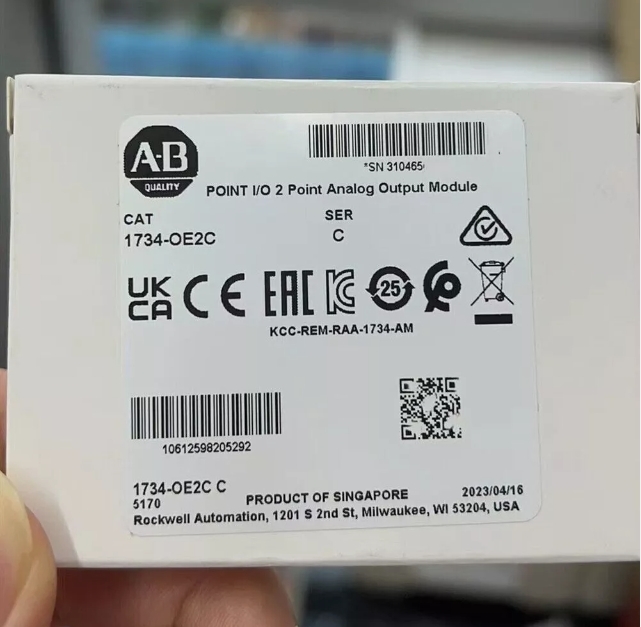 A-B
QUALITY
*SN 310465
POINT I/O 2 Point Analog Output Module
CAT
SER
1734-OE2C
C
UK
CA
CE
EAC
KC
25
KCC-REM-RAA-1734-AM
10612598205292
1734-OE2C C
5170
PRODUCT OF SINGAPORE
2023/04/16
Rockwell Automation, 1201 S 2nd St, Milwaukee, WI 53204, USA